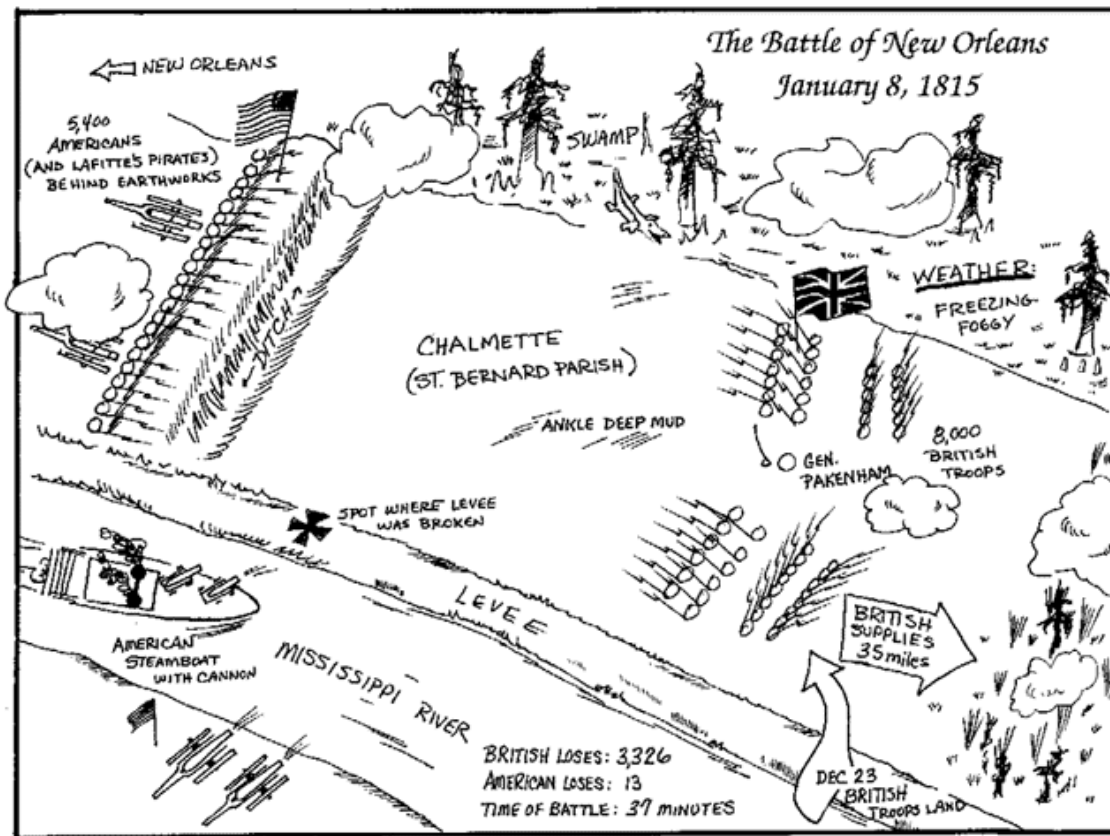 The Battle of New Orleans
January 8, 1815
NEW ORLEANS
5,400
AMERICANS
(AND LAFITTE'S PIRATES)
BEHIND EARTHWORKS
SWAMP
WEATHER:
FREEZING
FOGGY
DITCH
CHALMETTE
(ST. BERNARD PARISH)
ANKLE DEEP MUD
8,000
BRITISH
TROOPS
GEN.
PAKENHAM
SPOT WHERE LEVEE
WAS BROKEN
LEVEE
BRITISH
SUPPLIES
35 miles
AMERICAN
STEAMBOAT
WITH CANNON
MISSISSIPPI RIVER
BRITISH LOSES: 3,326
AMERICAN LOSES: 13
TIME OF BATTLE: 37 MINUTES
DEC 23
BRITISH
TROOPS LAND